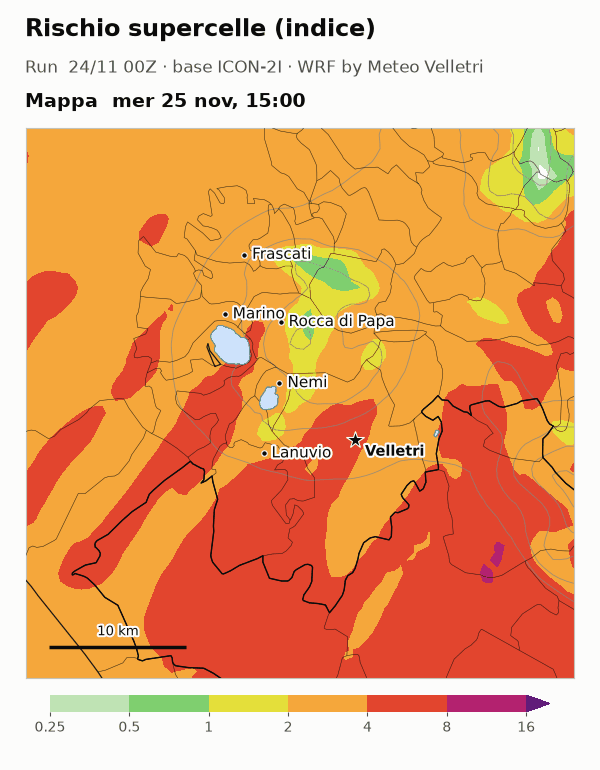 Rischio supercelle (indice)
Run  24/11 00Z · base ICON-2I · WRF by Meteo Velletri
Mappa  mer 25 nov, 15:00
Frascati
Marino
Rocca di Papa
Nemi
Velletri
Lanuvio
10 km
0.25 0.5 1 2 4 8 16